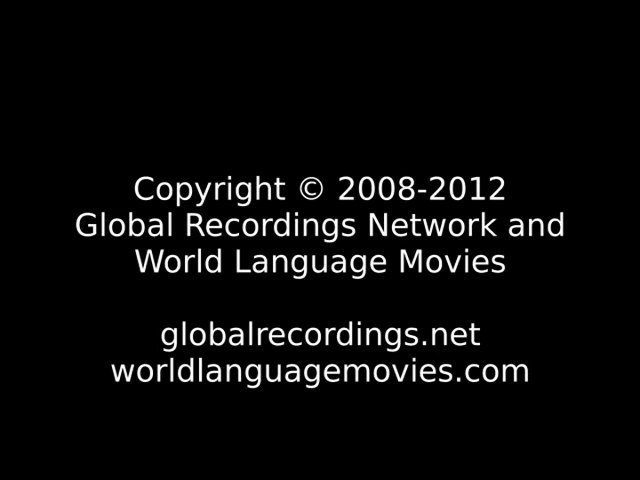 Copyright © 2008-2012
Global Recordings Network and
World Language Movies
globalrecordings.net
worldlanguagemovies.com